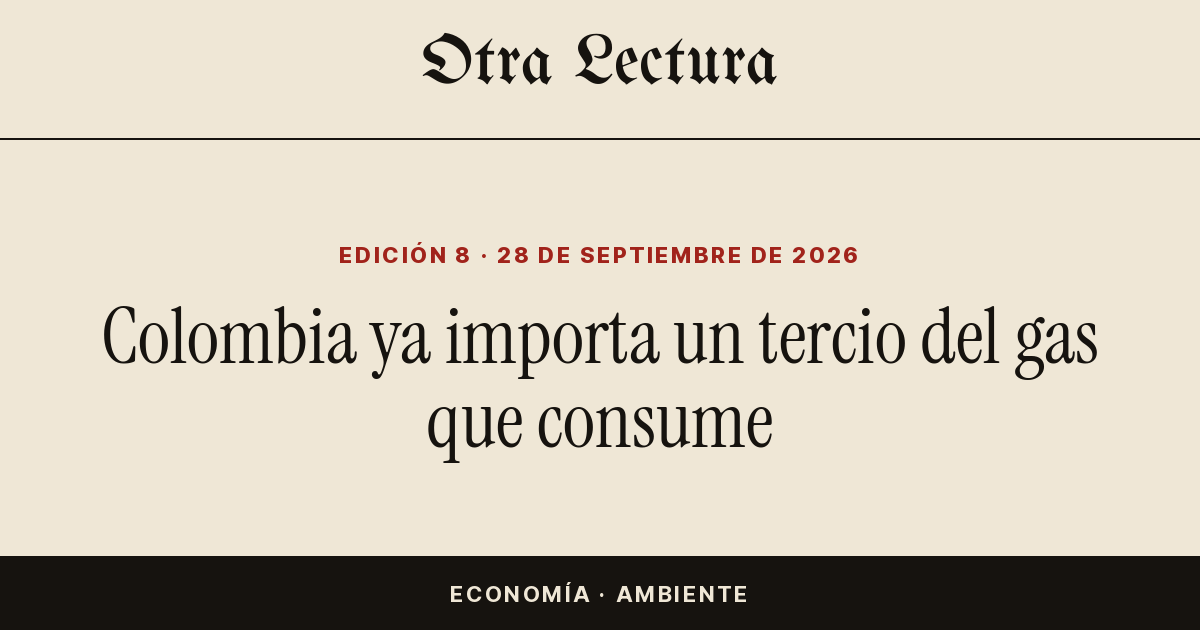 Otra Lectura
EDICIÓN 8 · 28 DE SEPTIEMBRE DE 2026
Colombia ya importa un tercio del gas
que consume
ECONOMÍA · AMBIENTE